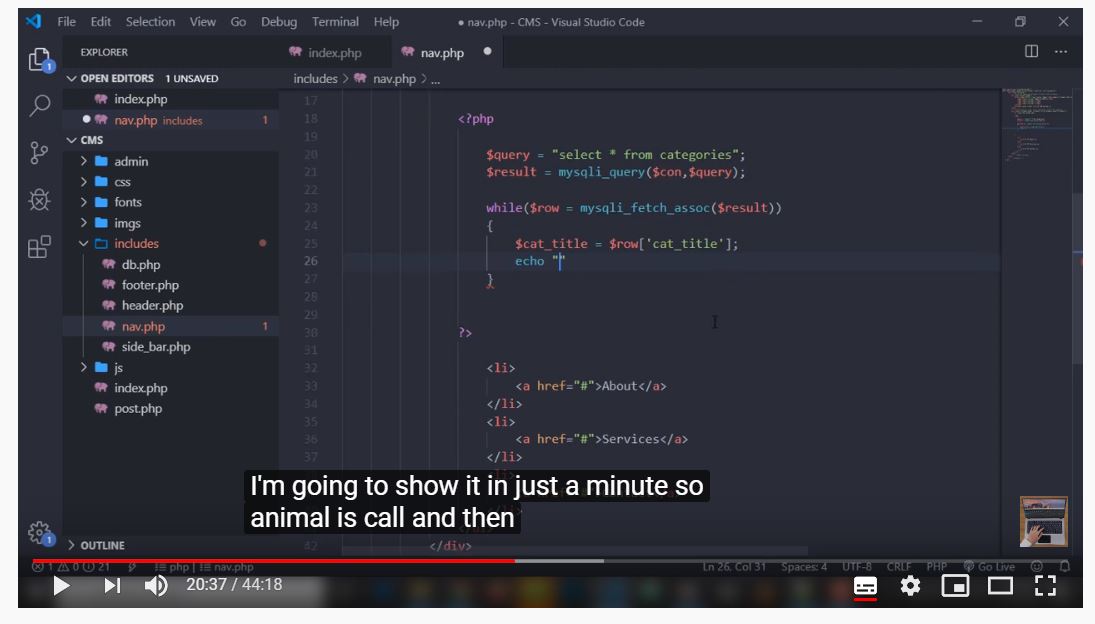 File Edit Selection View Go Debug Terminal Help
● nav.php - CMS - Visual Studio Code
EXPLORER
index.php
nav.php ●
OPEN EDITORS 1 UNSAVED
index.php
nav.php includes 1
CMS
admin
css
fonts
imgs
includes
db.php
footer.php
header.php
nav.php 1
side_bar.php
js
index.php
post.php
OUTLINE
includes > nav.php > ...
17
18 <?php
19
20 $query = "select * from categories";
21 $result = mysqli_query($con,$query);
22
23 while($row = mysqli_fetch_assoc($result))
24 {
25 $cat_title = $row['cat_title'];
26 echo ""
27 }
28
29
30 ?>
31
32 <li>
33 <a href="#">About</a>
34 </li>
35 <li>
36 <a href="#">Services</a>
37 </li>
42 </div>
I'm going to show it in just a minute so
animal is call and then
1 0 21 php | nav.php Ln 26, Col 31 Spaces: 4 UTF-8 CRLF PHP Go Live
20:37 / 44:18